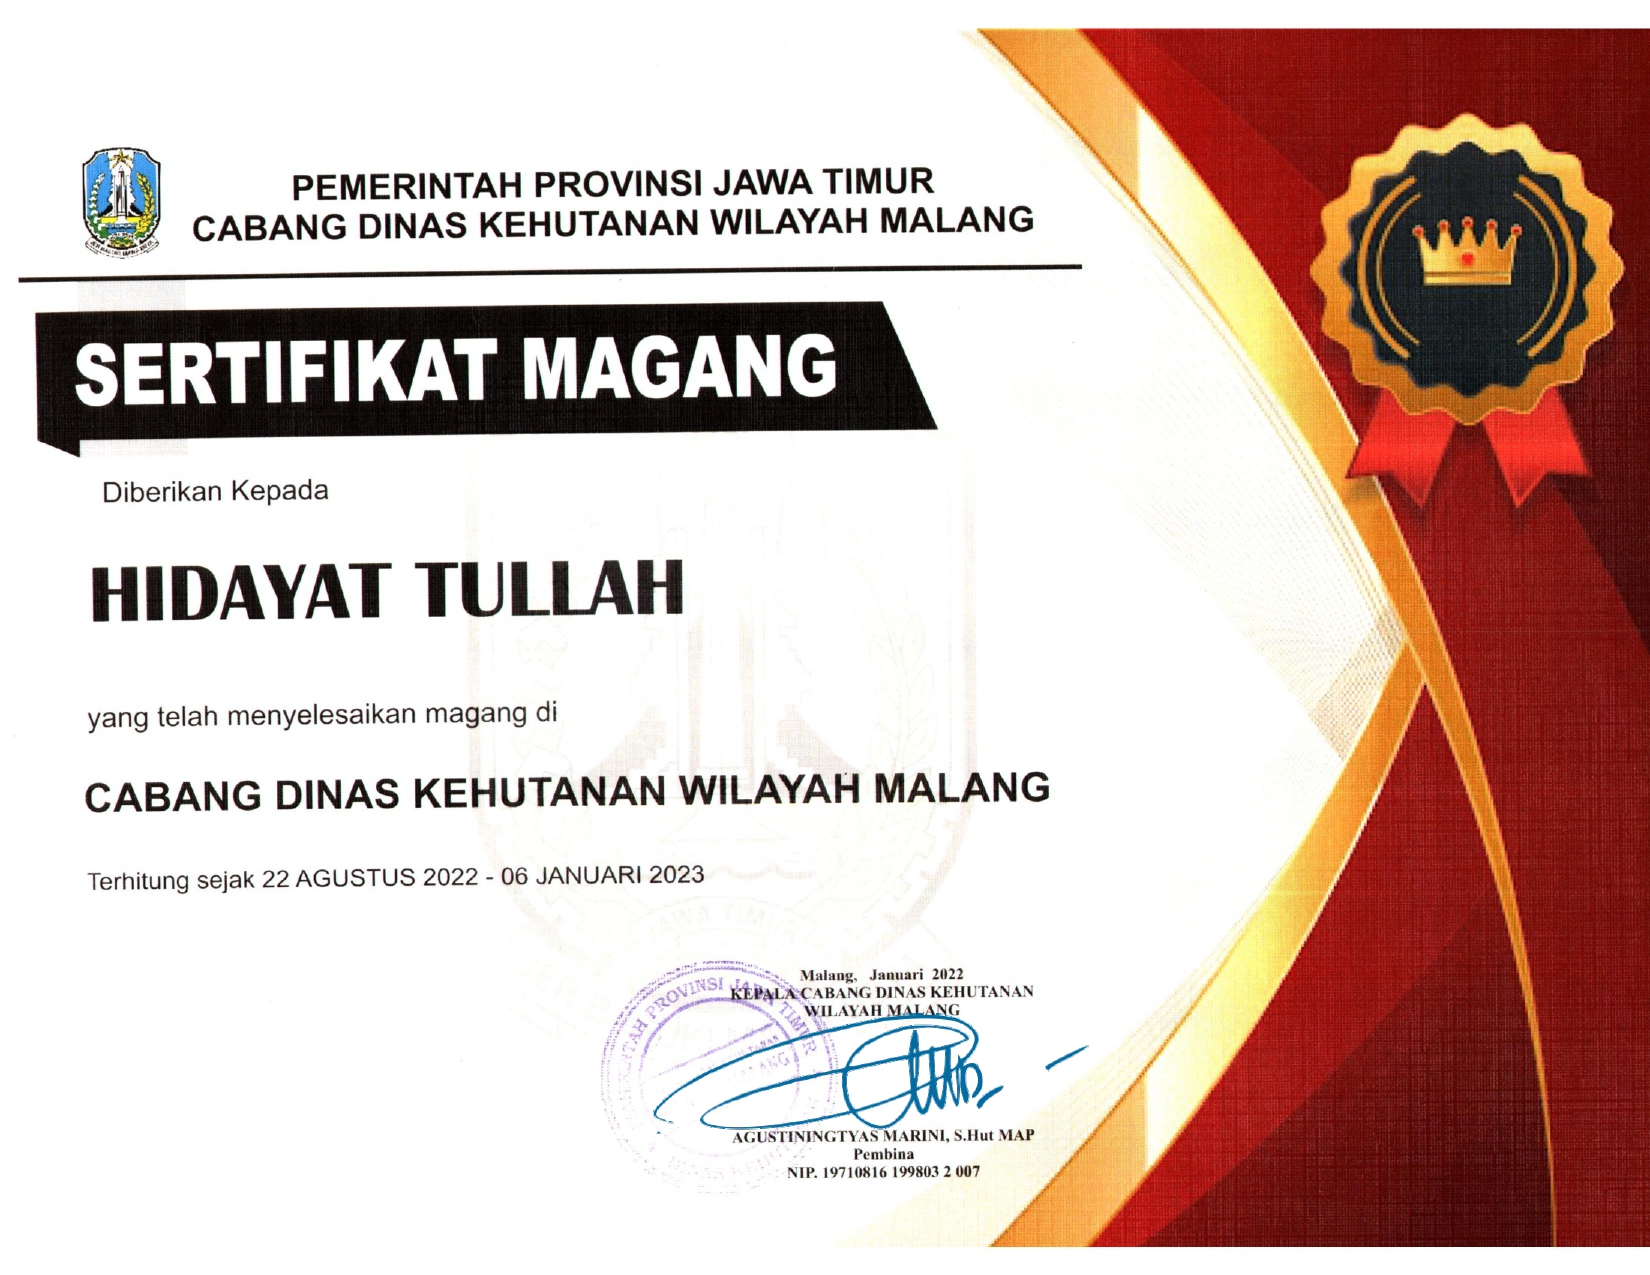 PEMERINTAH PROVINSI JAWA TIMUR
CABANG DINAS KEHUTANAN WILAYAH MALANG
SERTIFIKAT MAGANG
Diberikan Kepada
HIDAYAT TULLAH
yang telah menyelesaikan magang di
CABANG DINAS KEHUTANAN WILAYAH MALANG
Terhitung sejak 22 AGUSTUS 2022 - 06 JANUARI 2023
JAWA TIMUR
Malang, Januari 2022
KEPALA CABANG DINAS KEHUTANAN
WILAYAH MALANG
PROVINSI JAWA TIMUR
AGUSTININGTYAS MARINI, S.Hut MAP
Pembina
NIP. 19710816 199803 2 007